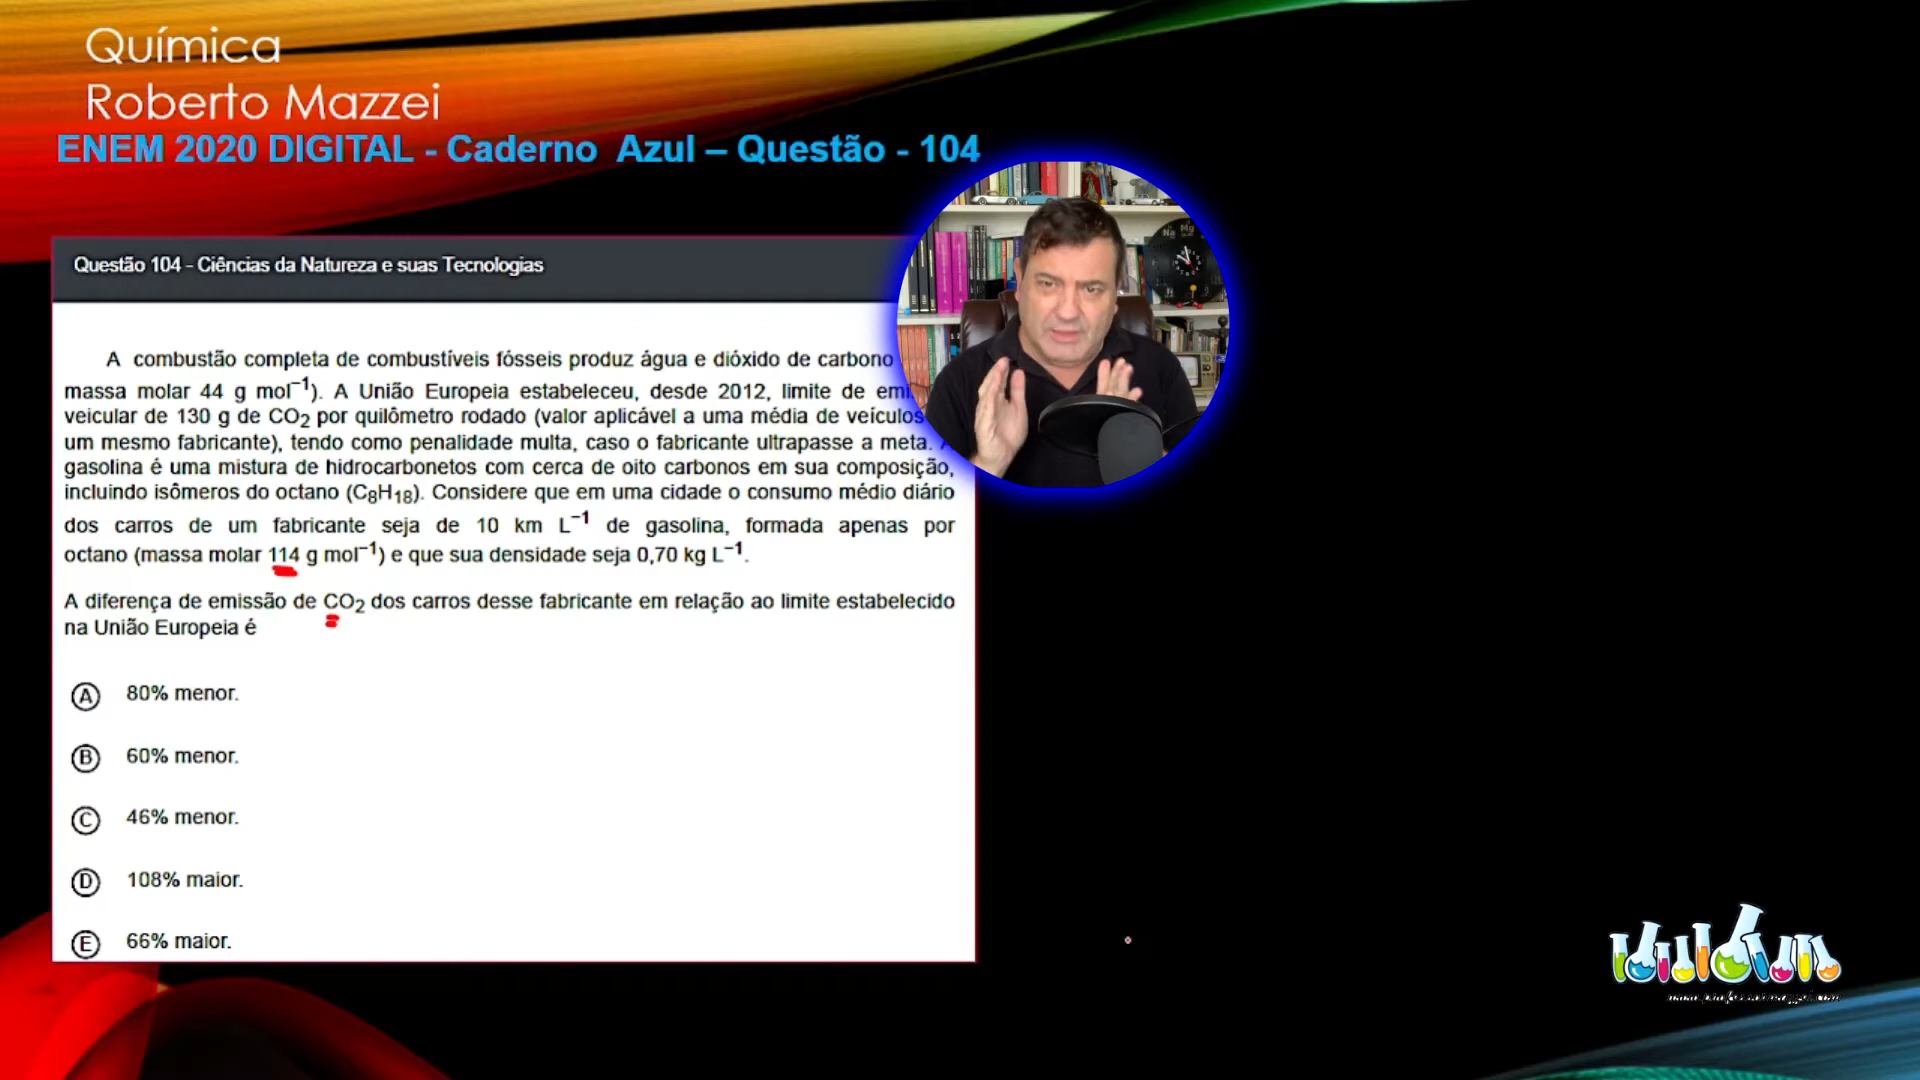 Química
Roberto Mazzei
ENEM 2020 DIGITAL - Caderno Azul – Questão - 104
Questão 104 - Ciências da Natureza e suas Tecnologias
A combustão completa de combustíveis fósseis produz água e dióxido de carbono
massa molar 44 g mol⁻¹). A União Europeia estabeleceu, desde 2012, limite de
veicular de 130 g de CO₂ por quilômetro rodado (valor aplicável a uma média de veículos
um mesmo fabricante), tendo como penalidade multa, caso o fabricante ultrapasse a meta. A
gasolina é uma mistura de hidrocarbonetos com cerca de oito carbonos em sua composição,
incluindo isômeros do octano (C₈H₁₈). Considere que em uma cidade o consumo médio diário
dos carros de um fabricante seja de 10 km L⁻¹ de gasolina, formada apenas por
octano (massa molar 114 g mol⁻¹) e que sua densidade seja 0,70 kg L⁻¹.
A diferença de emissão de CO₂ dos carros desse fabricante em relação ao limite estabelecido
na União Europeia é
A 80% menor.
B 60% menor.
C 46% menor.
D 108% maior.
E 66% maior.